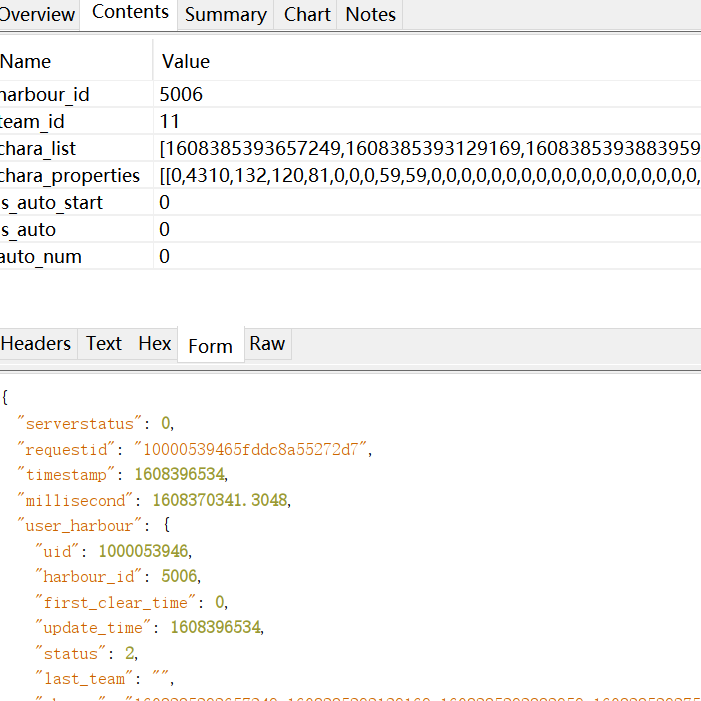 Overview Contents Summary Chart Notes
Name Value
harbour_id 5006
team_id 11
chara_list [1608385393657249,1608385393129169,1608385393883959
chara_properties [[0,4310,132,120,81,0,0,0,59,59,0,0,0,0,0,0,0,0,0,0,0,0,0,0,0,0,0,0,
is_auto_start 0
is_auto 0
auto_num 0
Headers Text Hex Form Raw
{
"serverstatus": 0,
"requestid": "10000539465fddc8a55272d7",
"timestamp": 1608396534,
"millisecond": 1608370341.3048,
"user_harbour": {
"uid": 1000053946,
"harbour_id": 5006,
"first_clear_time": 0,
"update_time": 1608396534,
"status": 2,
"last_team": "",